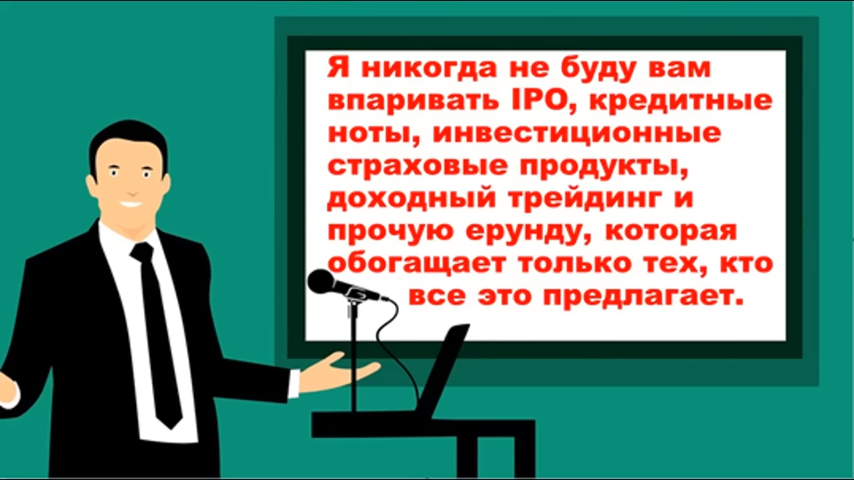 Я никогда не буду вам
впаривать IPO, кредитные
ноты, инвестиционные
страховые продукты,
доходный трейдинг и
прочую ерунду, которая
обогащает только тех, кто
все это предлагает.